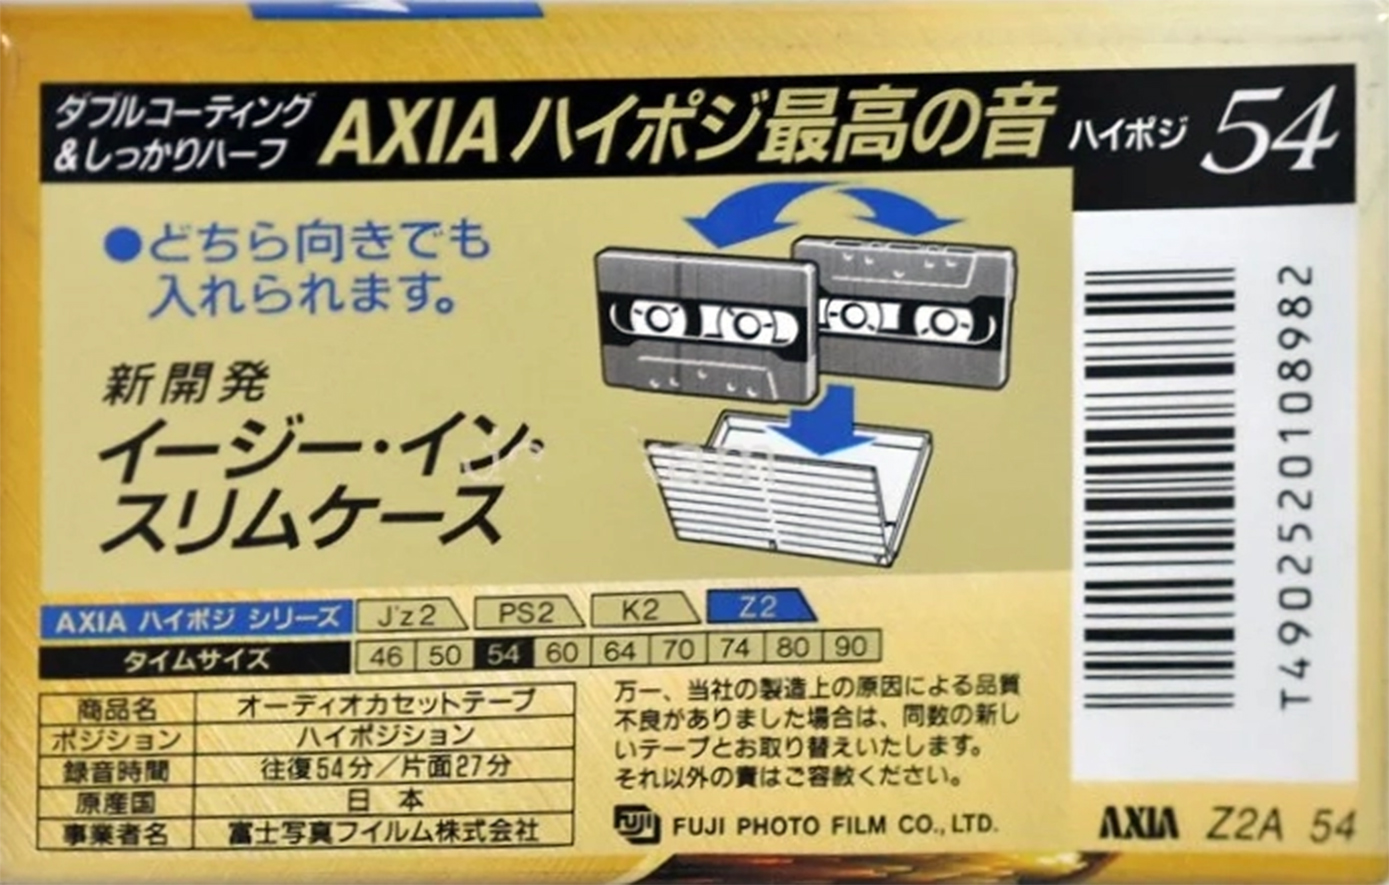 ダブルコーティング
&しっかりハーフ
AXIAハイポジ最高の音
ハイポジ 54
●どちら向きでも
入れられます。
新開発
イージー・イン・
スリムケース
T4902520108982
AXIA ハイポジ シリーズ J'z2 PS2 K2 Z2
タイムサイズ 46 50 54 60 64 70 74 80 90
商品名 オーディオカセットテープ
ポジション ハイポジション
録音時間 往復54分/片面27分
原産国 日本
事業者名 富士写真フイルム株式会社
万一、当社の製造上の原因による品質
不良がありました場合は、同数の新し
いテープとお取り替えいたします。
それ以外の責はご容赦ください。
FUJI FUJI PHOTO FILM CO., LTD.
AXIA Z2A 54